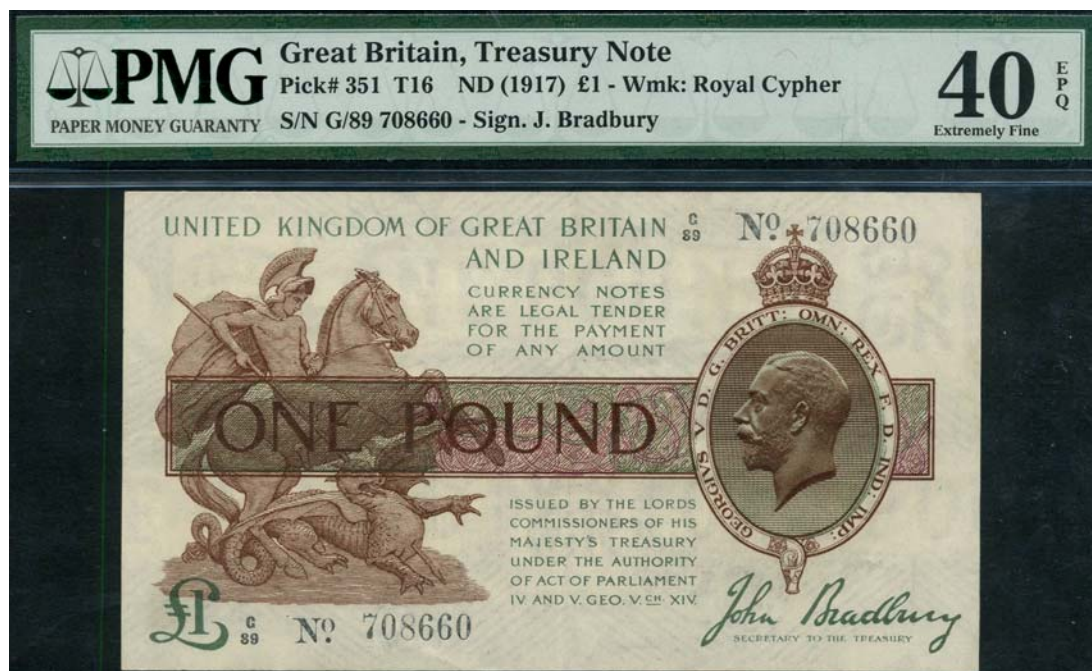 PMG
PAPER MONEY GUARANTY
Great Britain, Treasury Note
Pick# 351 T16 ND (1917) £1 - Wmk: Royal Cypher
S/N G/89 708660 - Sign. J. Bradbury
40
Extremely Fine
EPQ
UNITED KINGDOM OF GREAT BRITAIN
AND IRELAND
G
89
Nº 708660
CURRENCY NOTES
ARE LEGAL TENDER
FOR THE PAYMENT
OF ANY AMOUNT
ONE POUND
GEORGIVS V D. G. BRITT: OMN: REX F. D. IND: IMP:
ISSUED BY THE LORDS
COMMISSIONERS OF HIS
MAJESTY'S TREASURY
UNDER THE AUTHORITY
OF ACT OF PARLIAMENT
IV AND V. GEO. V. CH. XIV.
£1
G
89
Nº 708660
John Bradbury
SECRETARY TO THE TREASURY